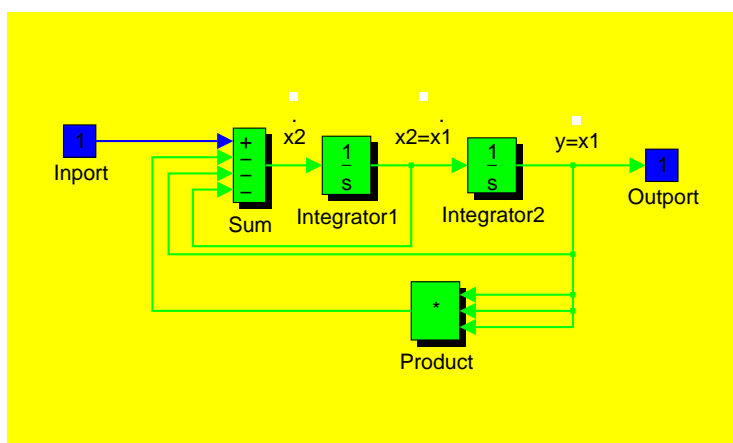 . .
x2 x2=x1 y=x1
1 + − − − 1 s 1 s 1
Inport Sum Integrator1 Integrator2 Outport
*
Product